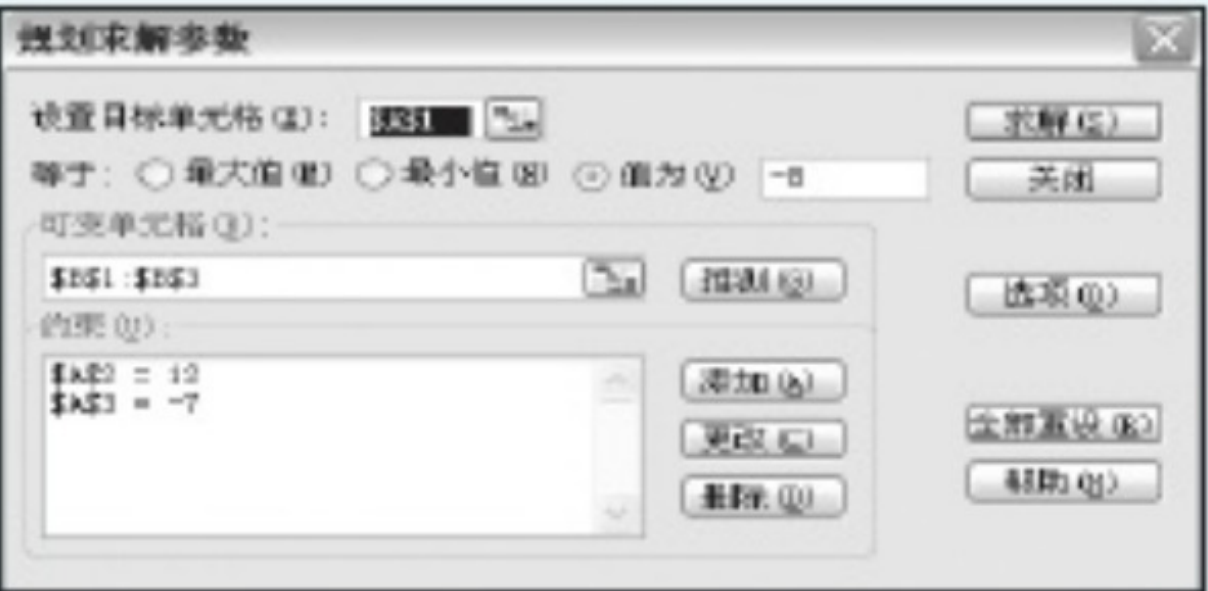 规划求解参数
设置目标单元格(E):
求解(S)
等于: 最大值(M) 最小值(N) 值为(V) -8
关闭
可变单元格(B):
$B$1:$B$3
推测(G)
选项(O)
约束(U):
$A$2 = 12
$A$3 = -7
添加(A)
更改(C)
全部重设(R)
删除(D)
帮助(H)